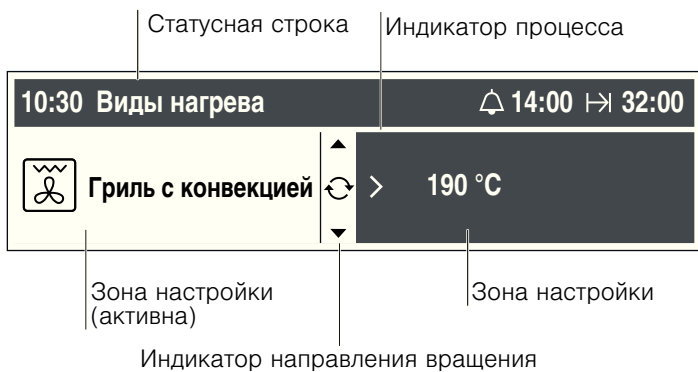 Статусная строка
Индикатор процесса
10:30 Виды нагрева
14:00
32:00
Гриль с конвекцией
190 °C
Зона настройки
(активна)
Зона настройки
Индикатор направления вращения